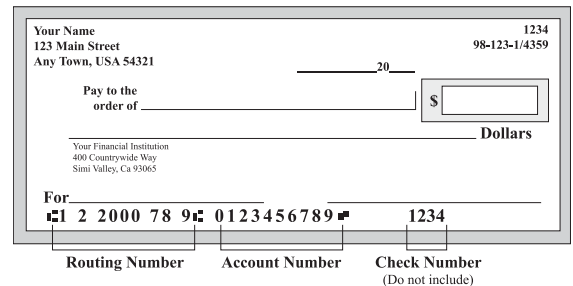 Your Name 1234
123 Main Street 98-123-1/4359
Any Town, USA 54321
20
Pay to the
order of $
Dollars
Your Financial Institution
400 Countrywide Way
Simi Valley, Ca 93065
For
⑆1 2 2000 78 9⑆ 0123456789⑈ 1234
Routing Number Account Number Check Number
(Do not include)